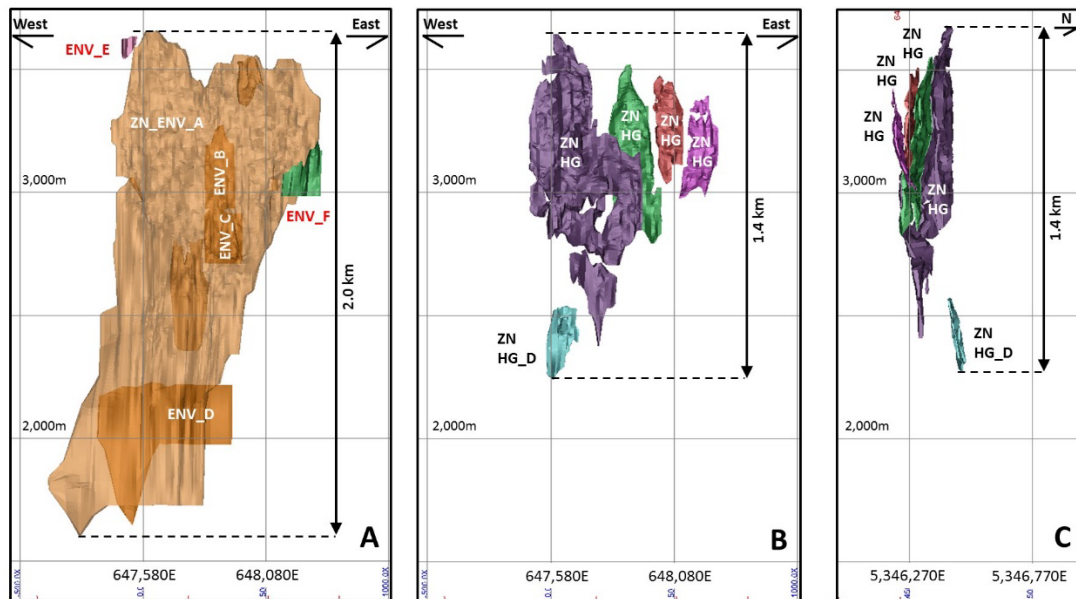 West
East
ENV_E
ZN_ENV_A
ENV_B
3,000m
ENV_C
ENV_F
2.0 km
ENV_D
2,000m
A
647,580E
648,080E
West
East
ZN
HG
ZN
HG
ZN
HG
ZN
HG
3,000m
1.4 km
ZN
HG_D
2,000m
B
647,580E
648,080E
N
ZN
HG
ZN
HG
ZN
HG
ZN
HG
3,000m
1.4 km
ZN
HG_D
2,000m
C
5,346,270E
5,346,770E